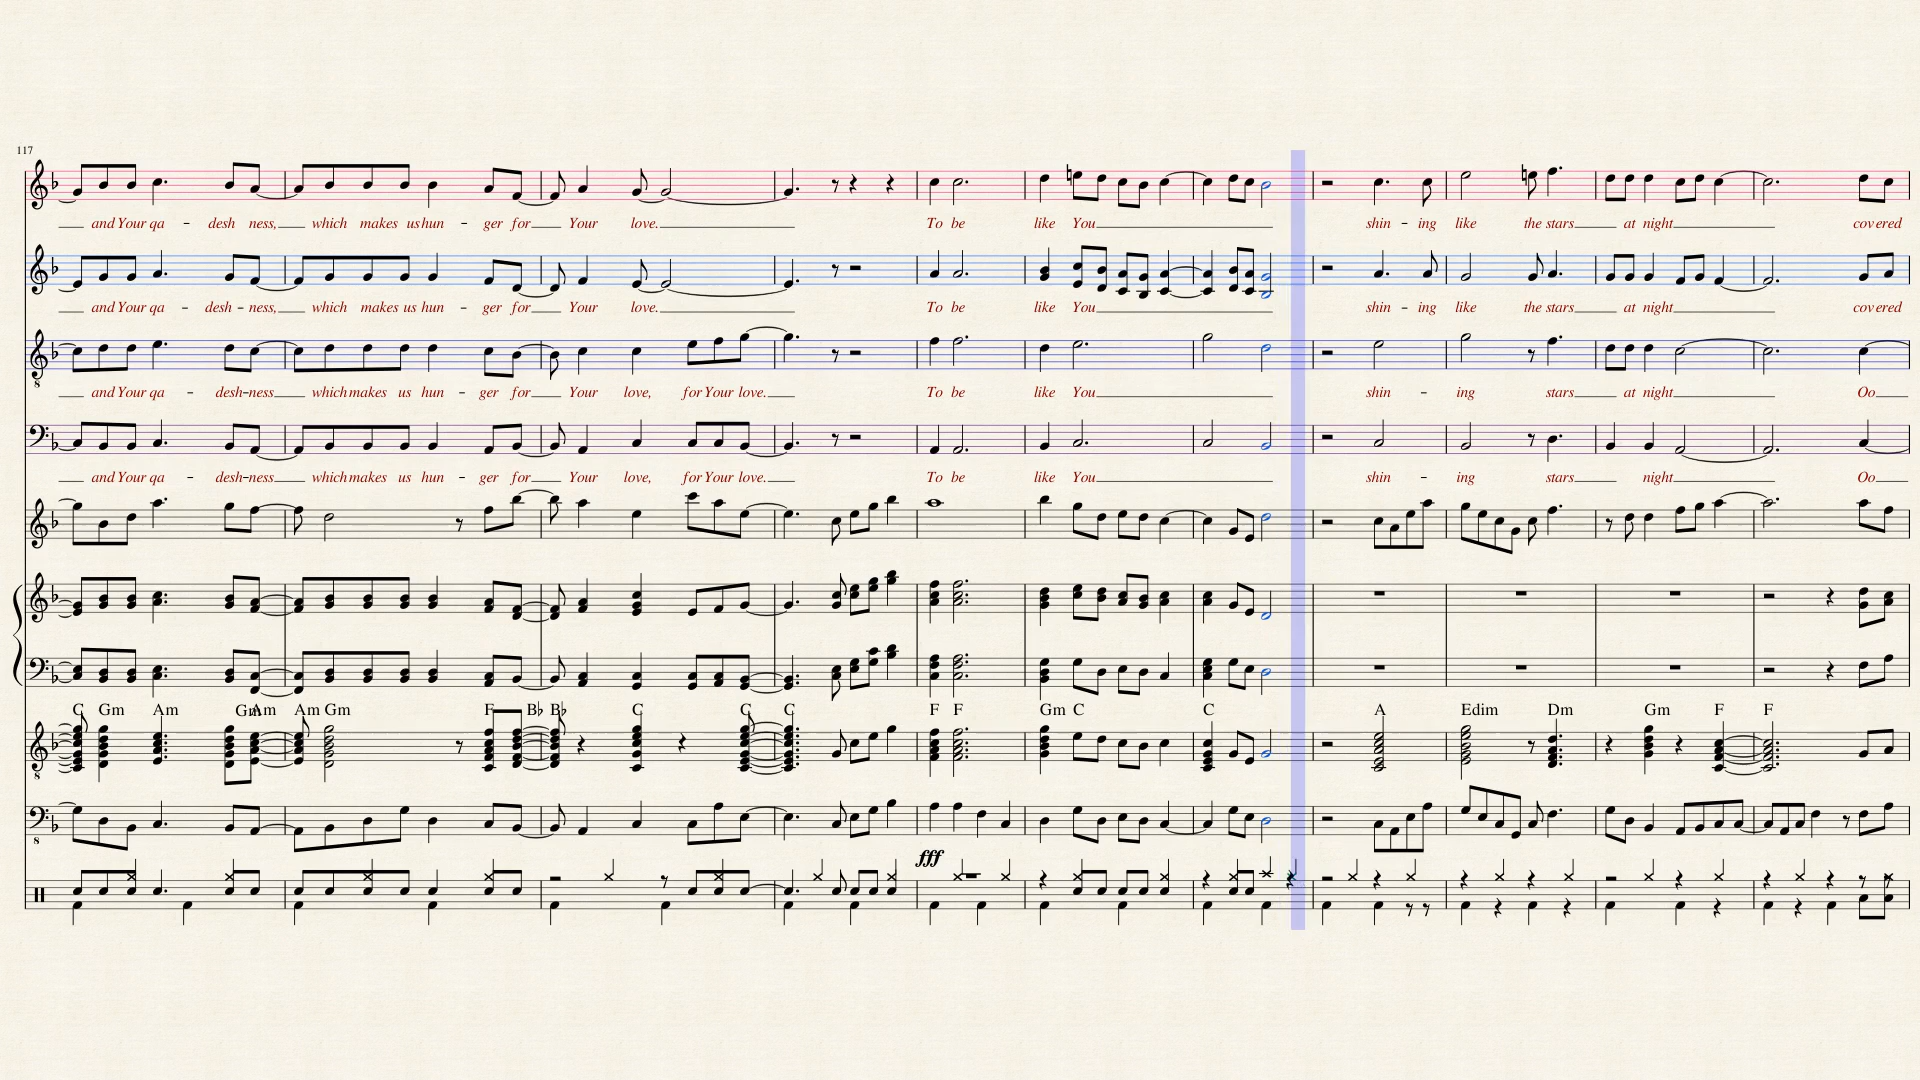 117
and Your qa - desh ness, which makes us hun - ger for Your love. To be like You shin - ing like the stars at night covered
and Your qa - desh - ness, which makes us hun - ger for Your love. To be like You shin - ing like the stars at night covered
and Your qa - desh - ness which makes us hun - ger for Your love, for Your love. To be like You shin - ing stars at night Oo
and Your qa - desh - ness which makes us hun - ger for Your love, for Your love. To be like You shin - ing stars night Oo
C Gm Am Gm Am Am Gm F B♭ B♭ C C C F F Gm C C A Edim Dm Gm F F
fff